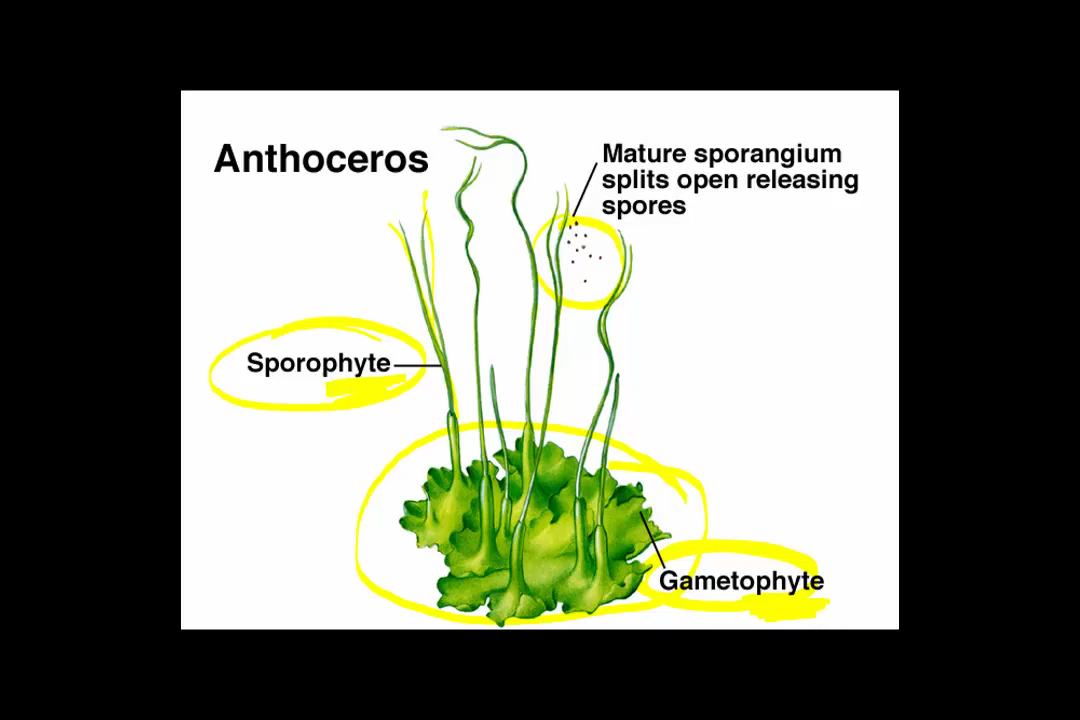 Anthoceros
Mature sporangium
splits open releasing
spores
Sporophyte
Gametophyte